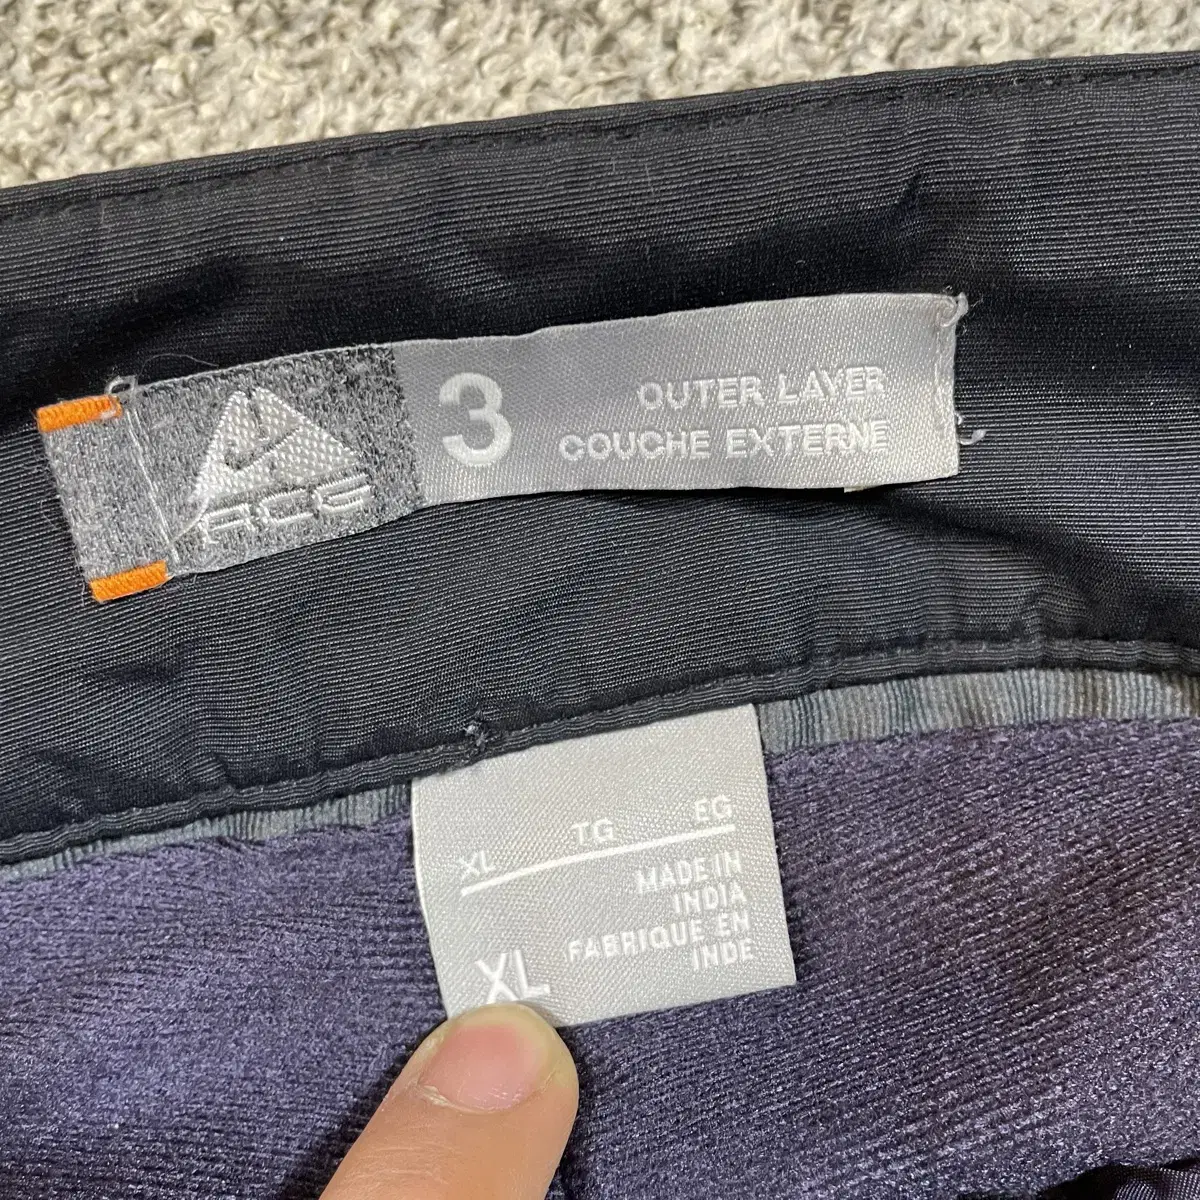 ACG
3
OUTER LAYER
COUCHE EXTERNE
XL TG EG
MADE IN
INDIA
FABRIQUE EN
INDE
XL